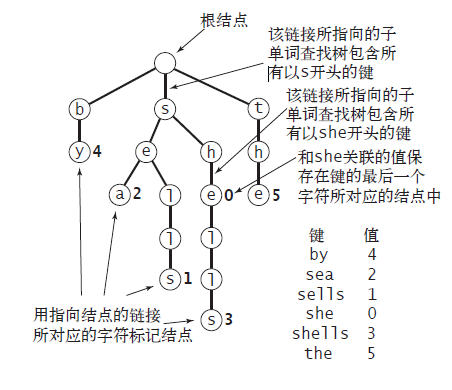 根结点
该链接所指向的子
单词查找树包含所
有以s开头的键
该链接所指向的子
单词查找树包含所
有以she开头的键
b s t
y 4 e h h
和she关联的值保
存在键的最后一个
字符所对应的结点中
a 2 l e 0 e 5
l l
s 1 l
s 3
用指向结点的链接
所对应的字符标记结点
键 值
by 4
sea 2
sells 1
she 0
shells 3
the 5